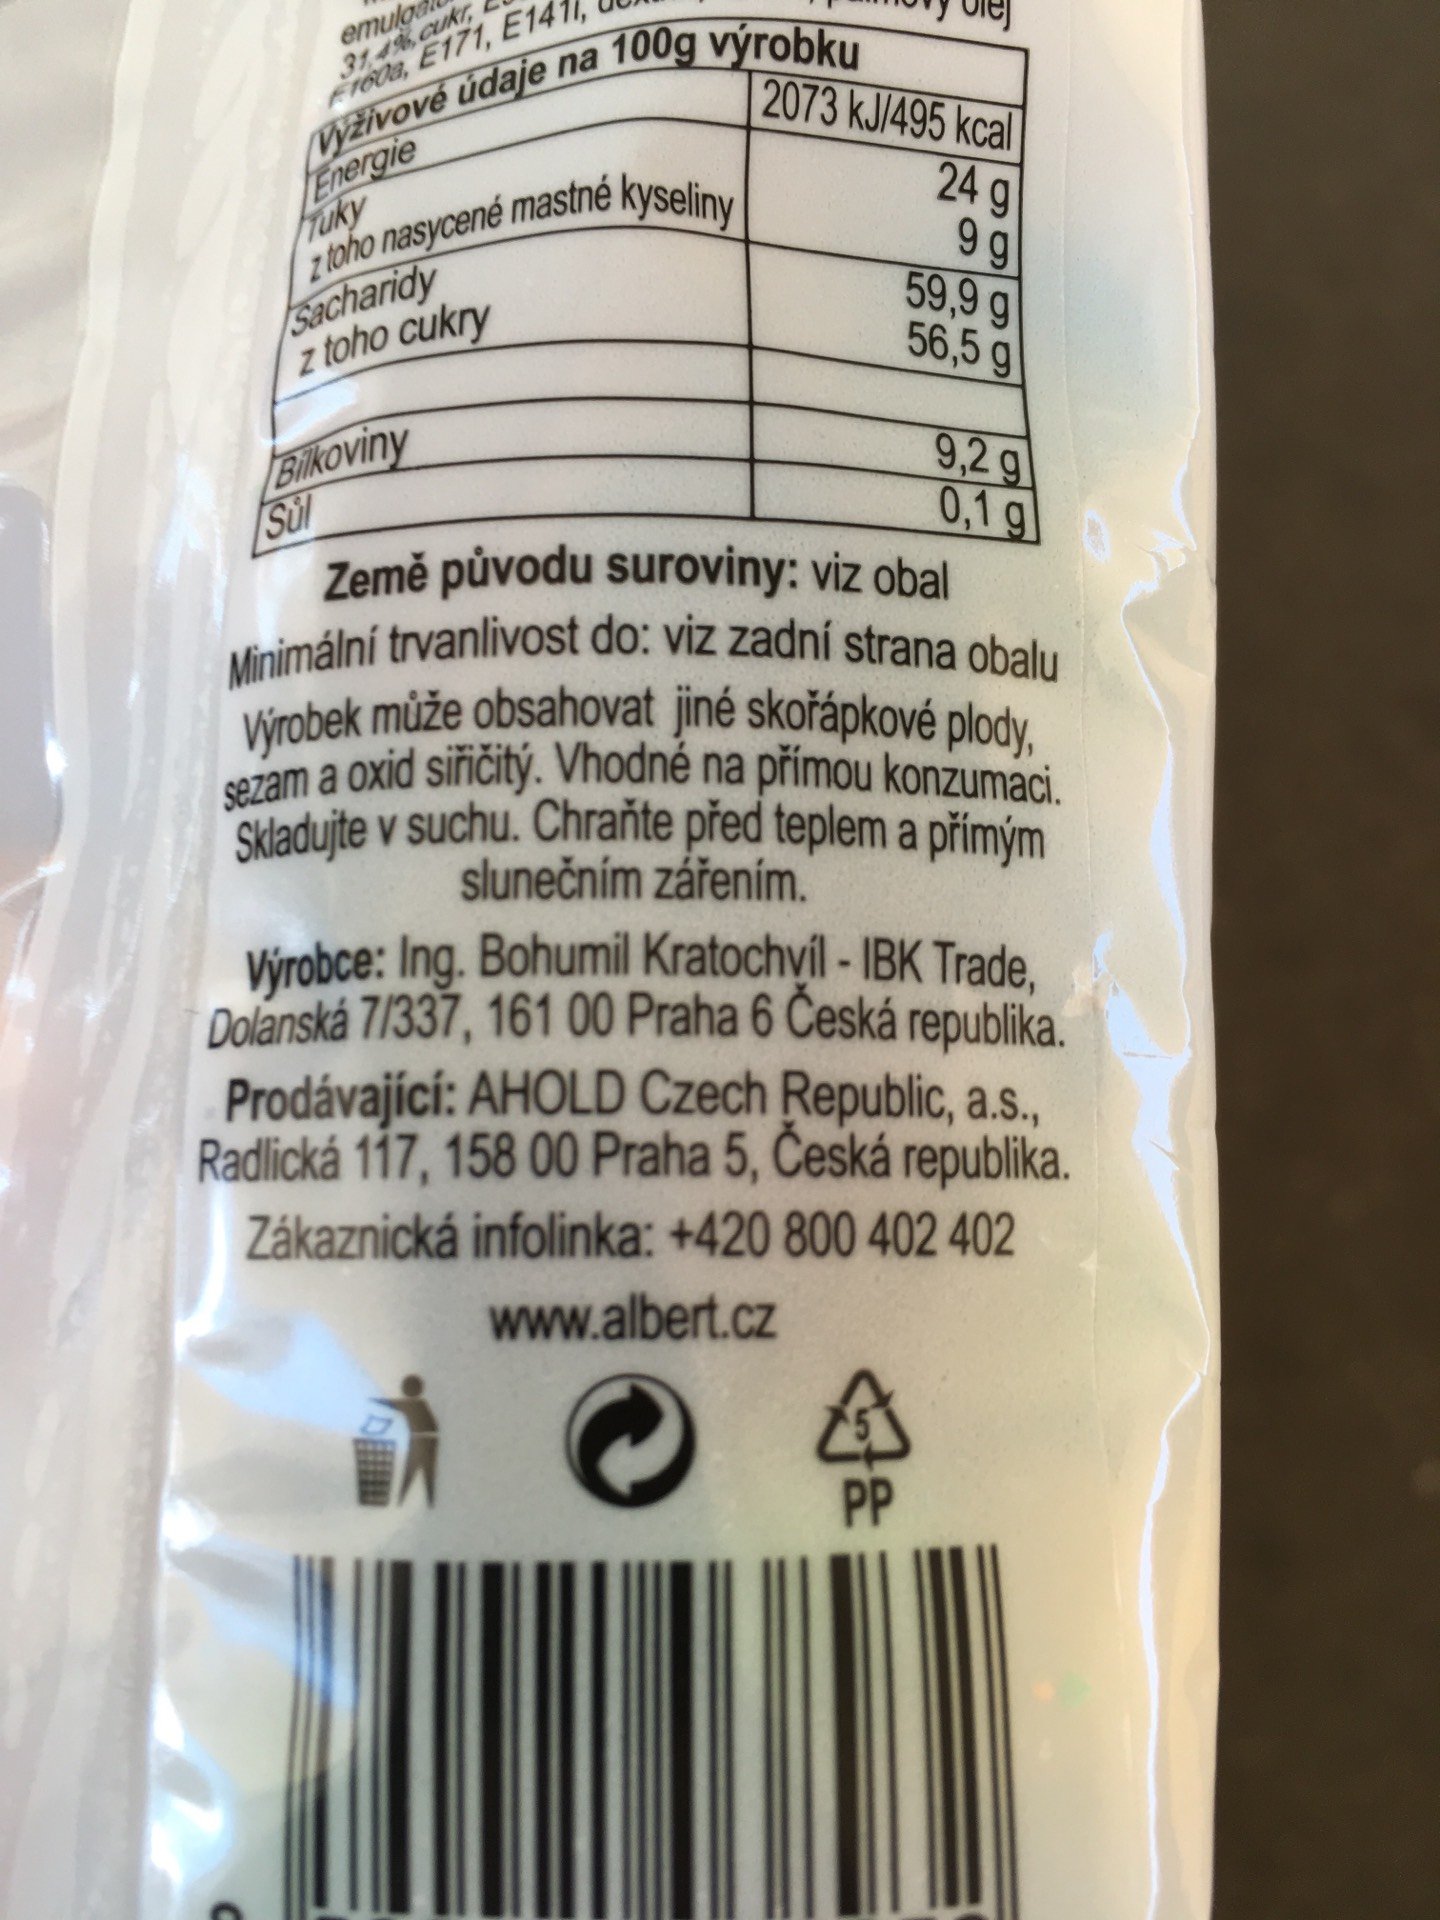 31,4%, cukr,
E160a, E171, E141i,
Výživové údaje na 100g výrobku
Energie 2073 kJ/495 kcal
Tuky 24 g
z toho nasycené mastné kyseliny 9 g
Sacharidy 59,9 g
z toho cukry 56,5 g
Bílkoviny 9,2 g
Sůl 0,1 g
Země původu suroviny: viz obal
Minimální trvanlivost do: viz zadní strana obalu
Výrobek může obsahovat jiné skořápkové plody,
sezam a oxid siřičitý. Vhodné na přímou konzumaci.
Skladujte v suchu. Chraňte před teplem a přímým
slunečním zářením.
Výrobce: Ing. Bohumil Kratochvíl - IBK Trade,
Dolanská 7/337, 161 00 Praha 6 Česká republika.
Prodávající: AHOLD Czech Republic, a.s.,
Radlická 117, 158 00 Praha 5, Česká republika.
Zákaznická infolinka: +420 800 402 402
www.albert.cz
5
PP